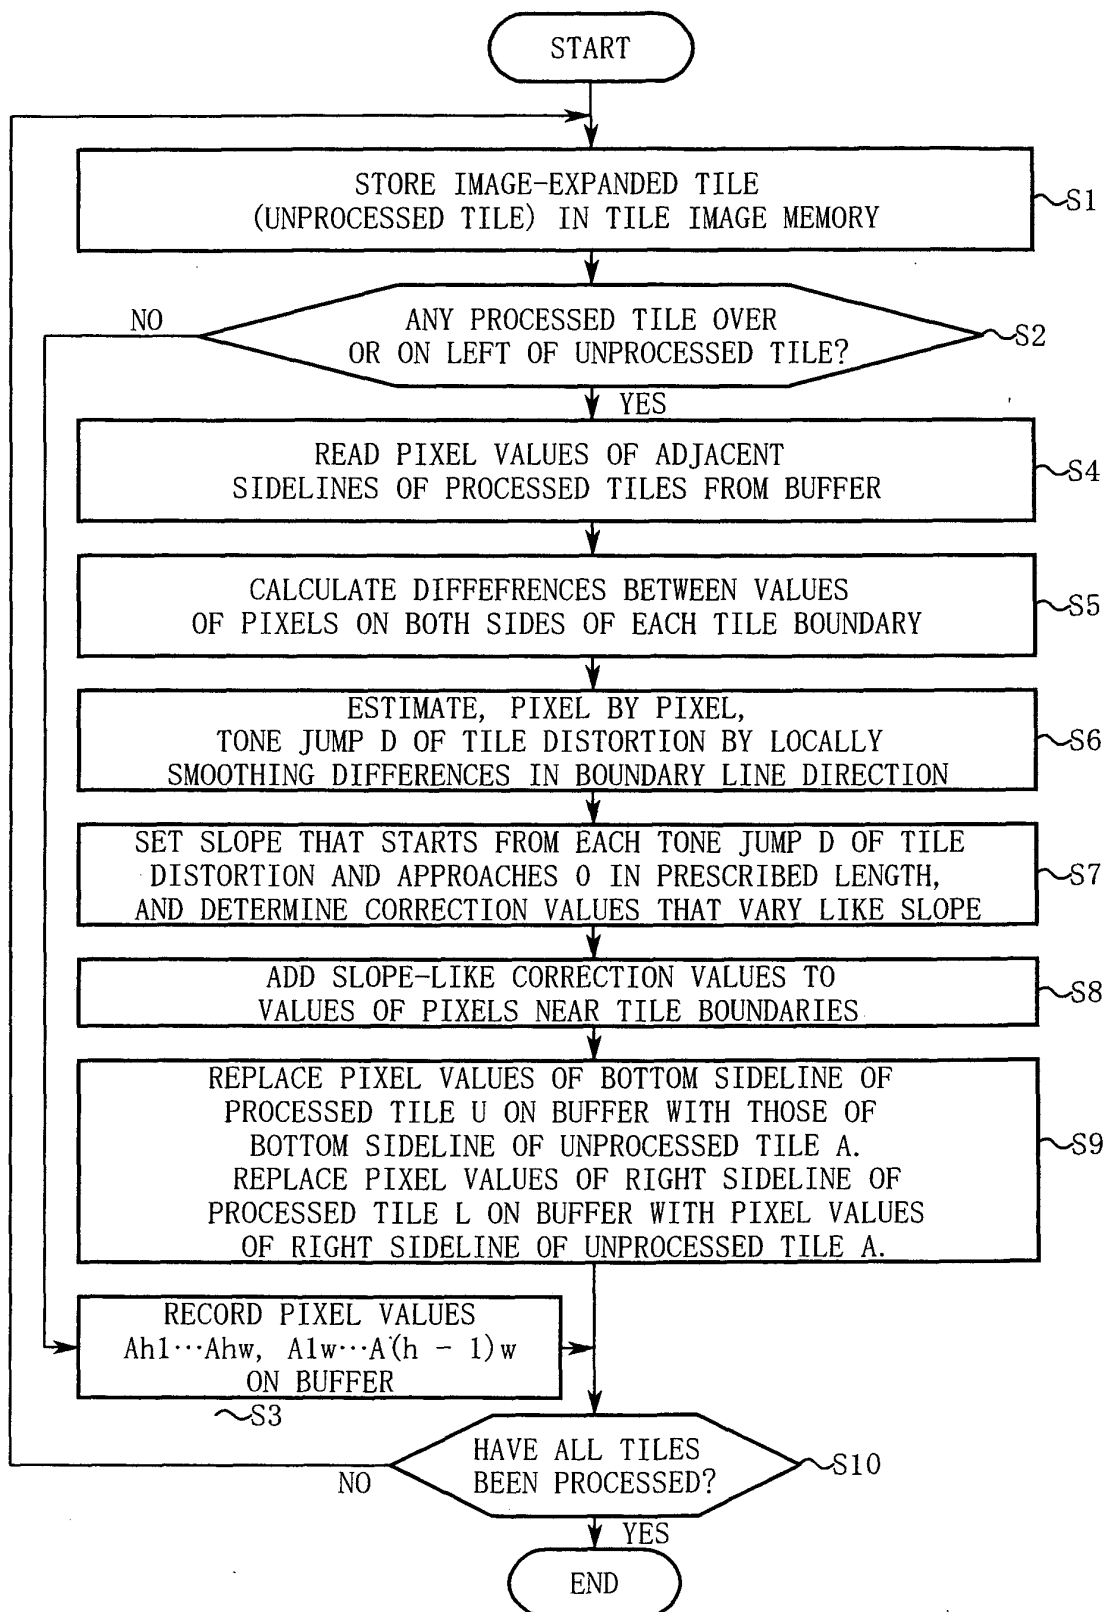 START
STORE IMAGE-EXPANDED TILE
(UNPROCESSED TILE) IN TILE IMAGE MEMORY
S1
NO
ANY PROCESSED TILE OVER
OR ON LEFT OF UNPROCESSED TILE?
S2
YES
READ PIXEL VALUES OF ADJACENT
SIDELINES OF PROCESSED TILES FROM BUFFER
S4
CALCULATE DIFFEFRENCES BETWEEN VALUES
OF PIXELS ON BOTH SIDES OF EACH TILE BOUNDARY
S5
ESTIMATE, PIXEL BY PIXEL,
TONE JUMP D OF TILE DISTORTION BY LOCALLY
SMOOTHING DIFFERENCES IN BOUNDARY LINE DIRECTION
S6
SET SLOPE THAT STARTS FROM EACH TONE JUMP D OF TILE
DISTORTION AND APPROACHES 0 IN PRESCRIBED LENGTH,
AND DETERMINE CORRECTION VALUES THAT VARY LIKE SLOPE
S7
ADD SLOPE-LIKE CORRECTION VALUES TO
VALUES OF PIXELS NEAR TILE BOUNDARIES
S8
REPLACE PIXEL VALUES OF BOTTOM SIDELINE OF
PROCESSED TILE U ON BUFFER WITH THOSE OF
BOTTOM SIDELINE OF UNPROCESSED TILE A.
REPLACE PIXEL VALUES OF RIGHT SIDELINE OF
PROCESSED TILE L ON BUFFER WITH PIXEL VALUES
OF RIGHT SIDELINE OF UNPROCESSED TILE A.
S9
RECORD PIXEL VALUES
Ah1···Ahw, A1w···A(h - 1)w
ON BUFFER
S3
HAVE ALL TILES
BEEN PROCESSED?
S10
NO
YES
END